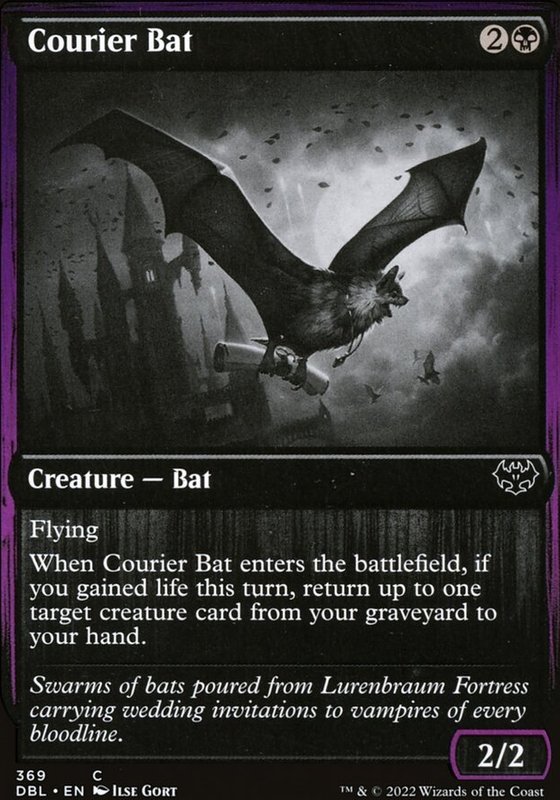 Courier Bat 2
Creature — Bat
Flying
When Courier Bat enters the battlefield, if
you gained life this turn, return up to one
target creature card from your graveyard to
your hand.
Swarms of bats poured from Lurenbraum Fortress
carrying wedding invitations to vampires of every
bloodline.
2/2
369 C
DBL • EN Ilse Gort
™ & © 2022 Wizards of the Coast